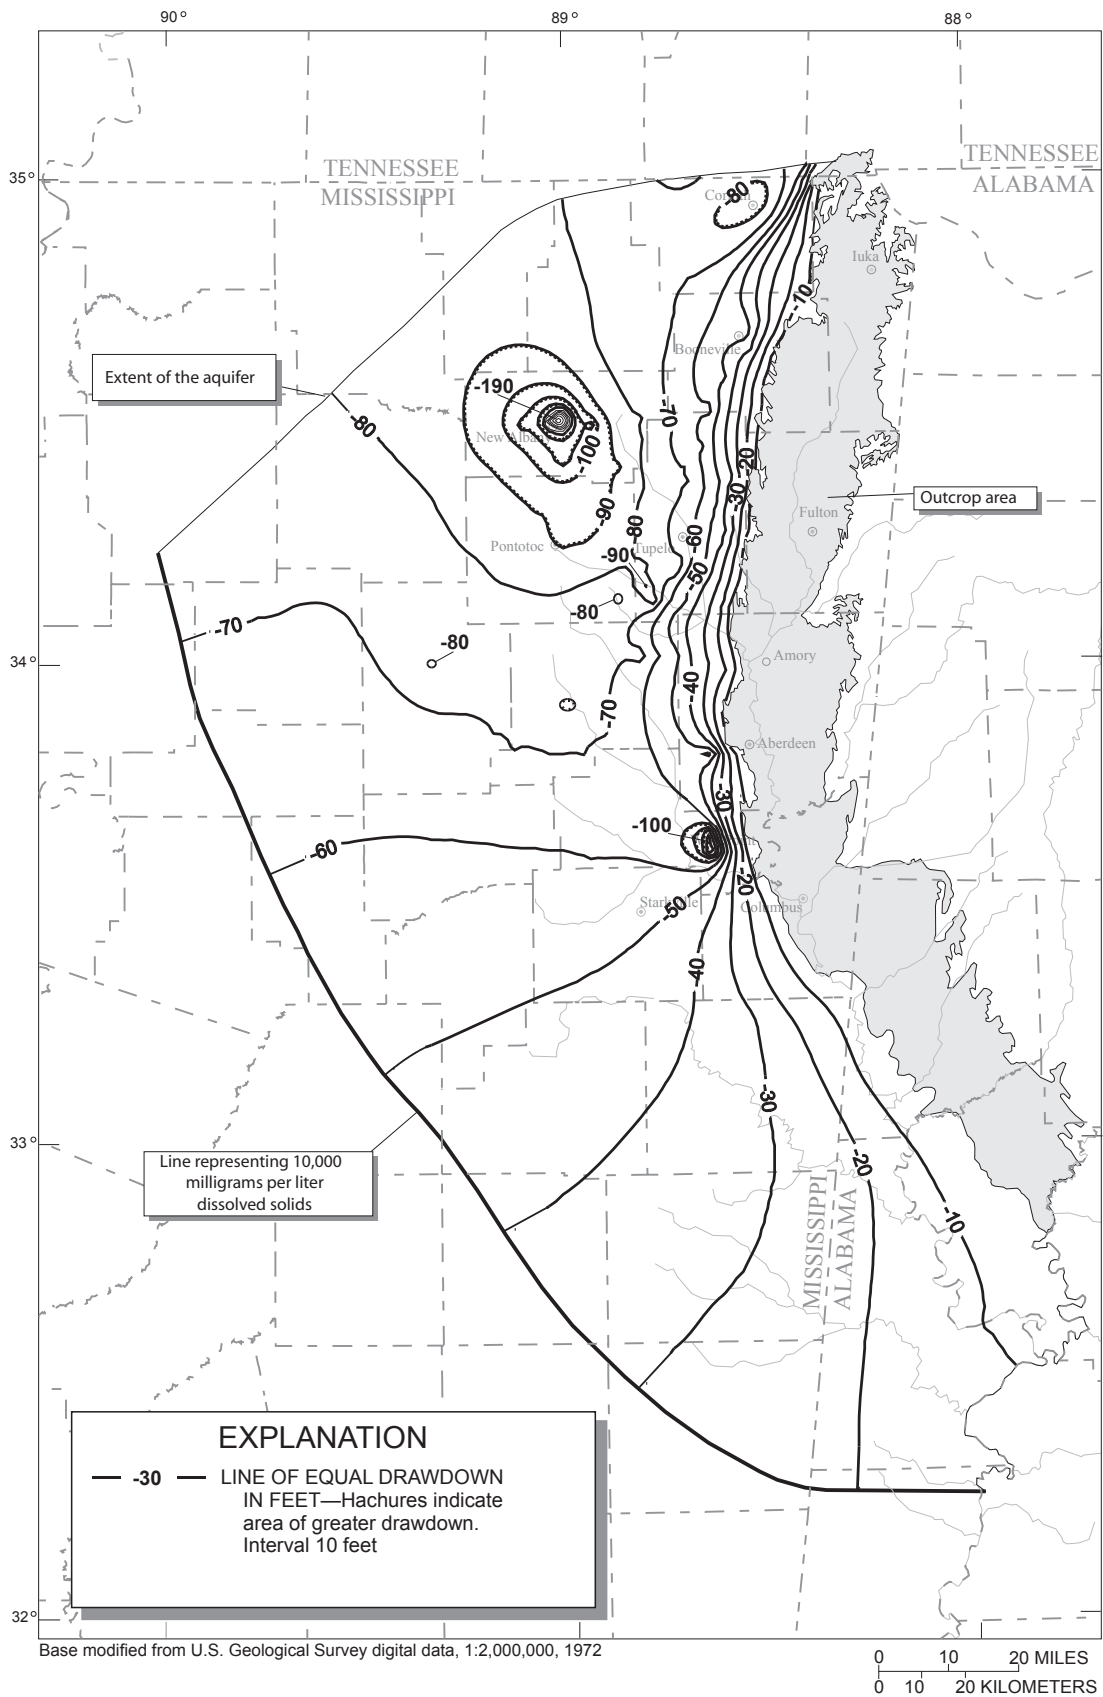 90° 89° 88°
35°
TENNESSEE
MISSISSIPPI
TENNESSEE
ALABAMA
-80
Iuka
-10
Booneville
Extent of the aquifer
-80
-190
New Albany
-100
-70
-20
-30
Outcrop area
-90
-80
Fulton
Pontotoc
-90
Tupelo
-60
-50
-80
-70
-80
34°
Amory
-40
-70
Aberdeen
-30
-100
-60
-20
Starkville
-50
Columbus
40
33°
-30
Line representing 10,000
milligrams per liter
dissolved solids
-20
MISSISSIPPI
ALABAMA
-10
EXPLANATION
-30 LINE OF EQUAL DRAWDOWN
IN FEET—Hachures indicate
area of greater drawdown.
Interval 10 feet
32°
Base modified from U.S. Geological Survey digital data, 1:2,000,000, 1972
0 10 20 MILES
0 10 20 KILOMETERS